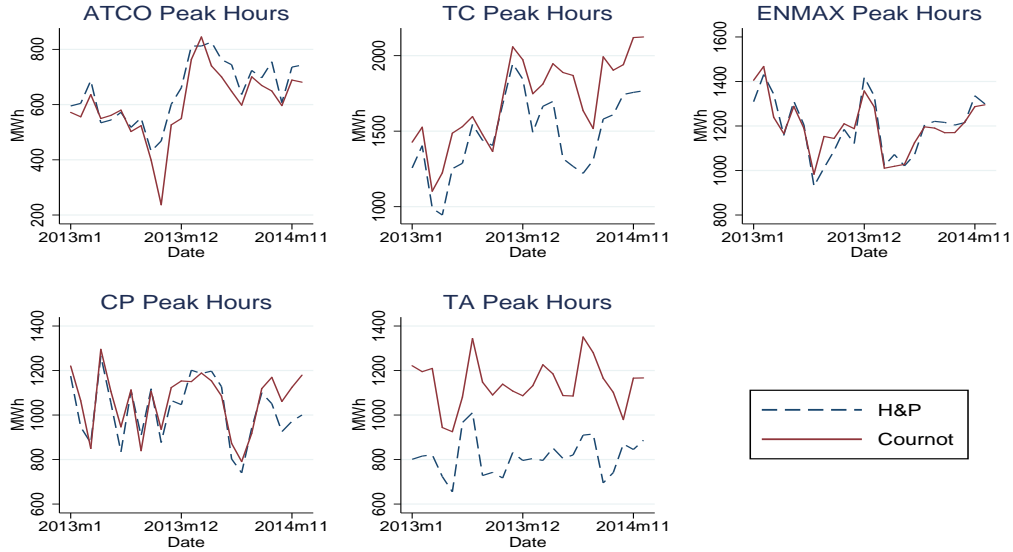 ATCO Peak Hours
MWh
800
600
400
200
2013m1 2013m12 2014m11
Date
TC Peak Hours
MWh
2000
1500
1000
2013m1 2013m12 2014m11
Date
ENMAX Peak Hours
MWh
1600
1400
1200
1000
800
2013m1 2013m12 2014m11
Date
CP Peak Hours
MWh
1400
1200
1000
800
600
2013m1 2013m12 2014m11
Date
TA Peak Hours
MWh
1400
1200
1000
800
600
2013m1 2013m12 2014m11
Date
H&P
Cournot